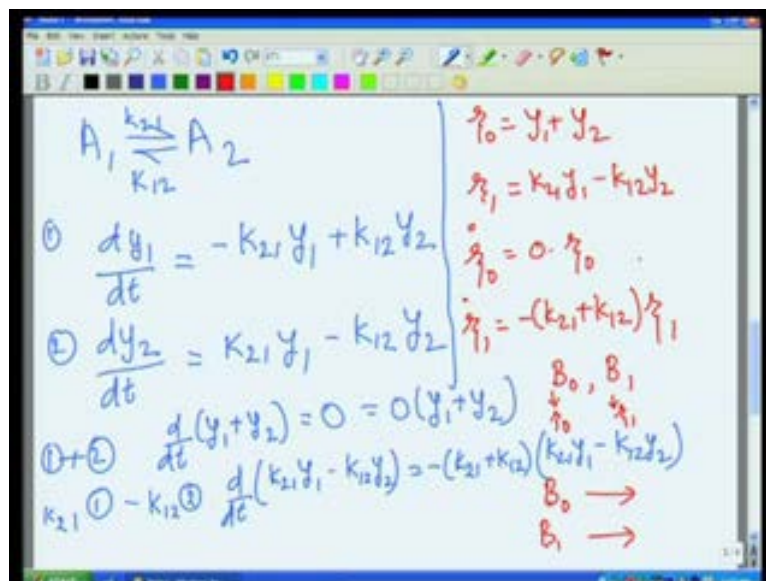 k21
A1 ⇌ A2
K12
① dy1/dt = -K21 y1 + K12 y2
② dy2/dt = K21 y1 - K12 y2
①+② d/dt (y1+y2) = 0 = 0(y1+y2)
K21 ① - K12 ② d/dt (k21 y1 - K12 y2) = -(k21+K12)(k21 y1 - K12 y2)
η0 = y1 + y2
η1 = K21 y1 - K12 y2
η̇0 = 0· η0
η̇1 = -(k21+k12) η1
B0, B1
↓ ↓
η0 η1
B0 →
B1 →